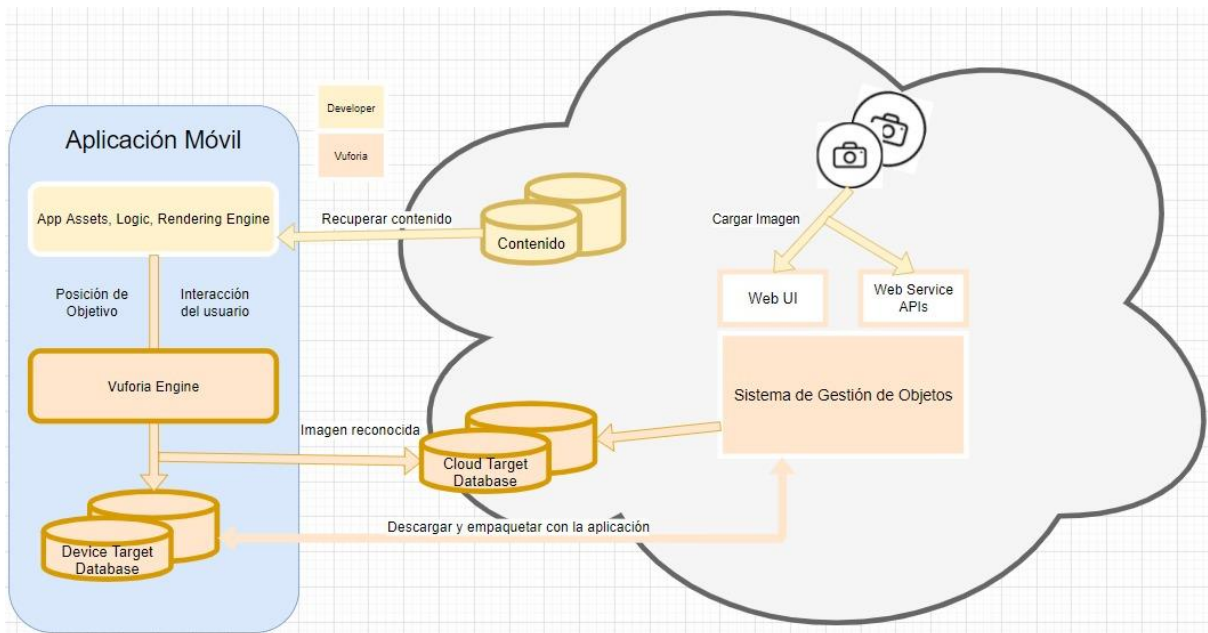 Developer
Vuforia
Aplicación Móvil
App Assets, Logic, Rendering Engine
Recuperar contenido
Contenido
Cargar Imagen
Posición de
Objetivo
Interacción
del usuario
Web UI
Web Service
APIs
Vuforia Engine
Sistema de Gestión de Objetos
Imagen reconocida
Cloud Target
Database
Descargar y empaquetar con la aplicación
Device Target
Database